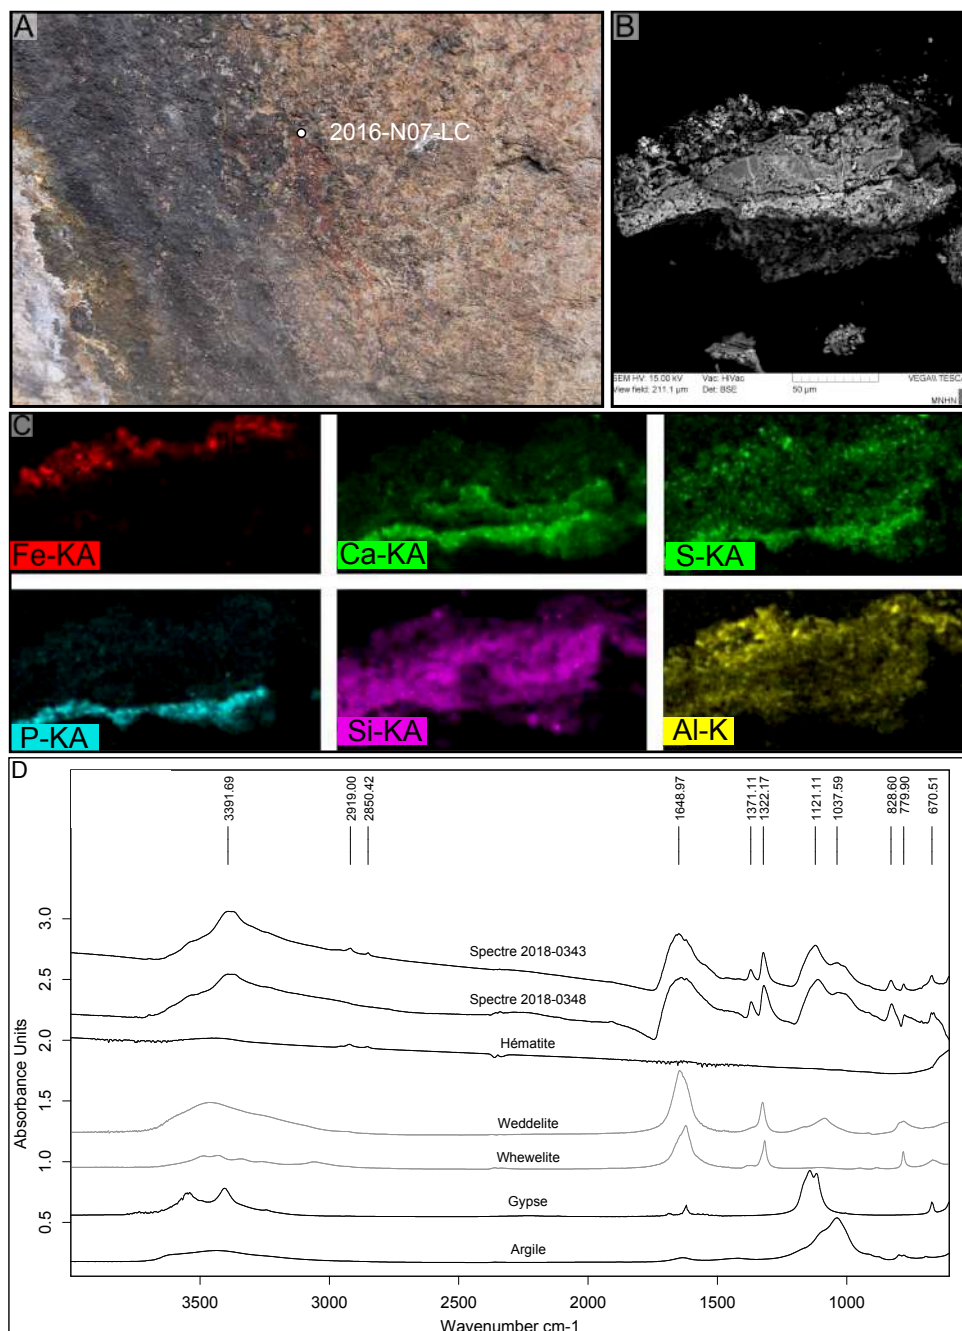 A
2016-N07-LC
B
SEM HV: 15.00 kV Vac: HiVac VEGA\\ TESCA
View field: 211.1 µm Det: BSE 50 µm
MNHN
C
Fe-KA
Ca-KA
S-KA
P-KA
Si-KA
Al-K
D
3391.69
2919.00
2850.42
1648.97
1371.11
1322.17
1121.11
1037.59
828.60
779.90
670.51
Absorbance Units
3.0
2.5
2.0
1.5
1.0
0.5
Spectre 2018-0343
Spectre 2018-0348
Hématite
Weddelite
Whewelite
Gypse
Argile
3500 3000 2500 2000 1500 1000
Wavenumber cm-1